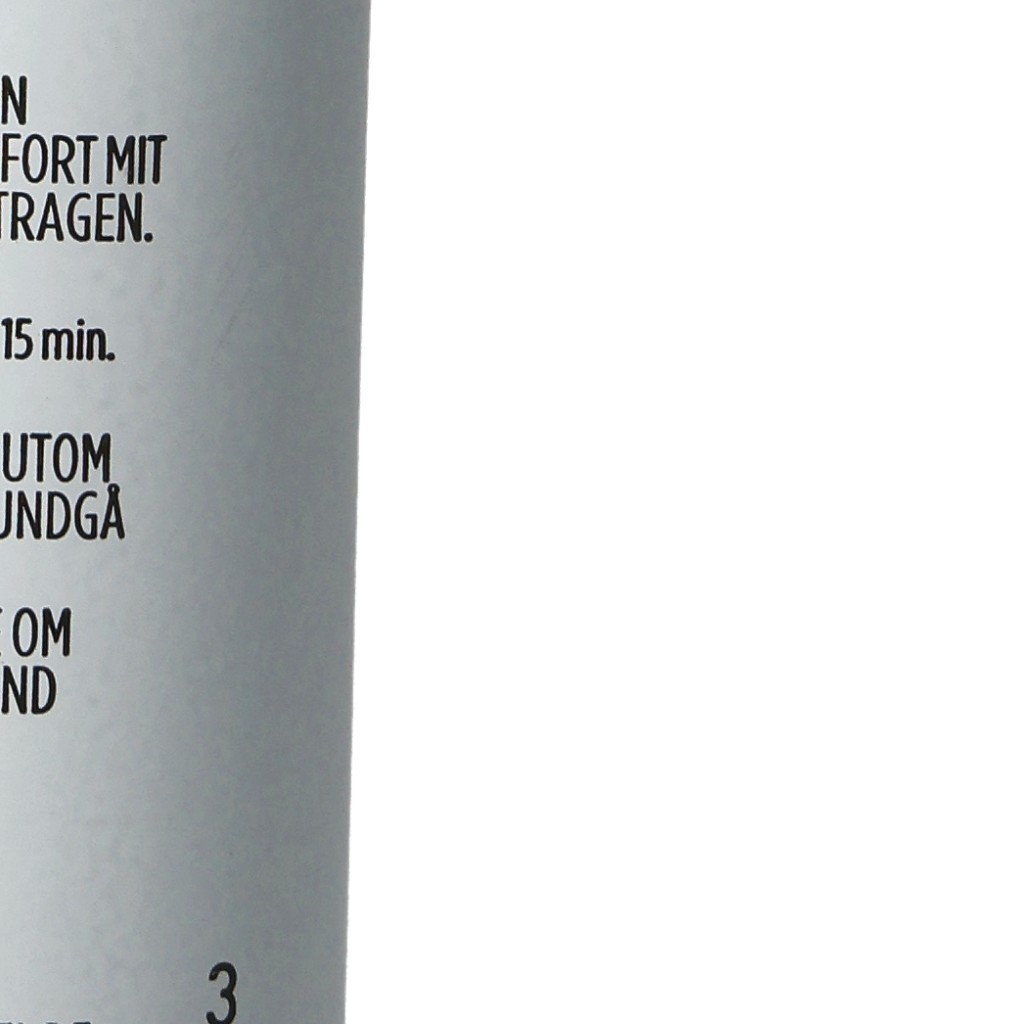 N
FORT MIT
TRAGEN.
15 min.
UTOM
UNDGÅ
OM
ND
3